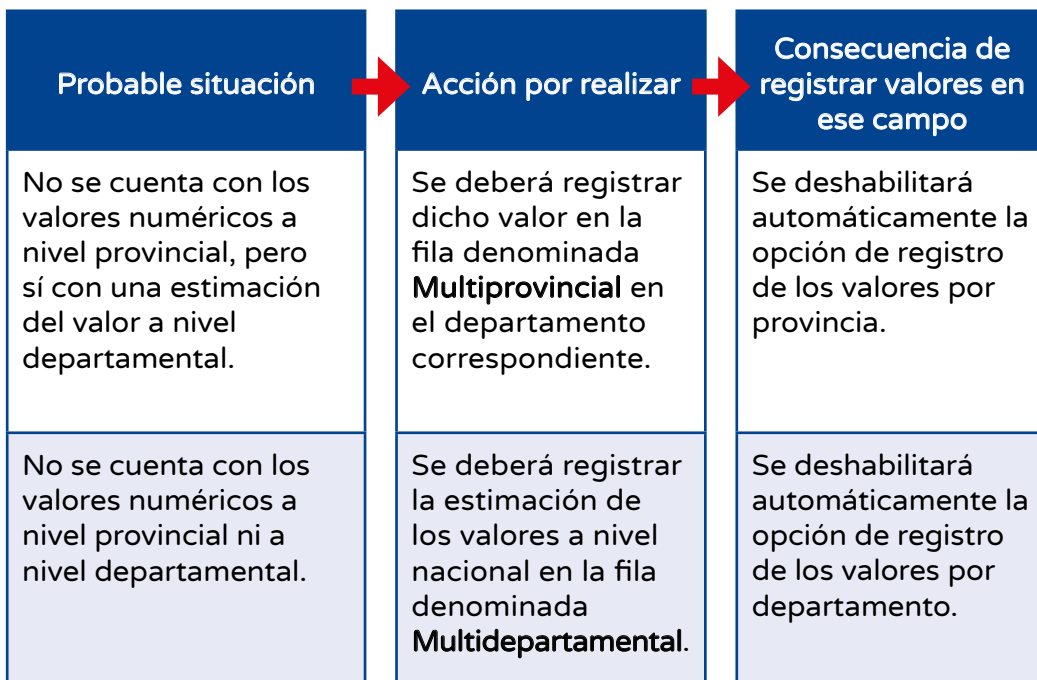 Probable situación
Acción por realizar
Consecuencia de
registrar valores en
ese campo
No se cuenta con los
valores numéricos a
nivel provincial, pero
sí con una estimación
del valor a nivel
departamental.
Se deberá registrar
dicho valor en la
fila denominada
Multiprovincial en
el departamento
correspondiente.
Se deshabilitará
automáticamente la
opción de registro
de los valores por
provincia.
No se cuenta con los
valores numéricos a
nivel provincial ni a
nivel departamental.
Se deberá registrar
la estimación de
los valores a nivel
nacional en la fila
denominada
Multidepartamental.
Se deshabilitará
automáticamente la
opción de registro
de los valores por
departamento.